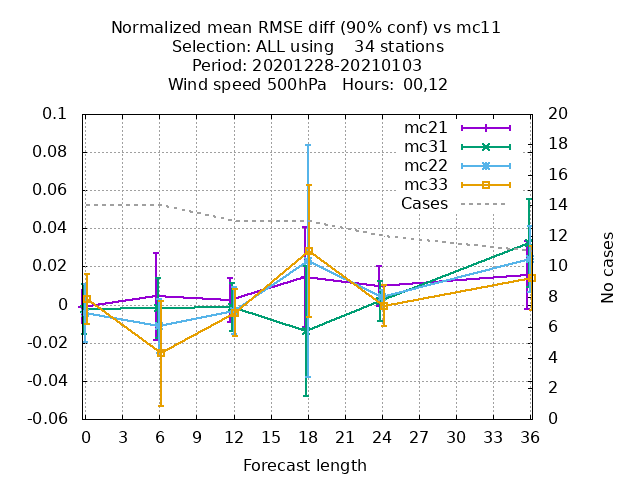 Normalized mean RMSE diff (90% conf) vs mc11
Selection: ALL using    34 stations
Period: 20201228-20210103
Wind speed 500hPa   Hours:  00,12
0.1
0.08
0.06
0.04
0.02
0
-0.02
-0.04
-0.06
mc21
mc31
mc22
mc33
Cases
20
18
16
14
12
10
8
6
4
2
0
No cases
0 3 6 9 12 15 18 21 24 27 30 33 36
Forecast length